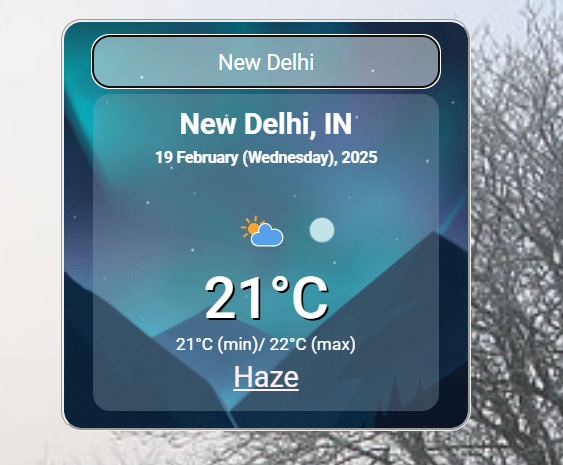 New Delhi
New Delhi, IN
19 February (Wednesday), 2025
21°C
21°C (min)/ 22°C (max)
Haze